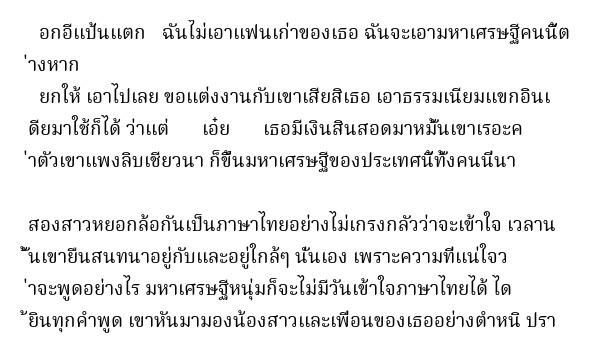 อกอีแป้นแตก ฉันไม่เอาแฟนเก่าของเธอ ฉันจะเอามหาเศรษฐีคนนี้ต
่างหาก
ยกให้ เอาไปเลย ขอแต่งงานกับเขาเสียสิเธอ เอาธรรมเนียมแขกอินเ
ดียมาใช้ก็ได้ ว่าแต่ เอ๋ย เธอมีเงินสินสอดมาหมั้นเขาเรอะค
่าตัวเขาแพงลิบเชียวนา ก็ขึ้นมหาเศรษฐีของประเทศนี้ทั้งคนนี่นา
สองสาวหยอกล้อกันเป็นภาษาไทยอย่างไม่เกรงกลัวว่าจะเข้าใจ เวลาน
ั้นเขายืนสนทนาอยู่กับและอยู่ใกล้ๆ นั่นเอง เพราะความที่แน่ใจว
่าจะพูดอย่างไร มหาเศรษฐีหนุ่มก็จะไม่มีวันเข้าใจภาษาไทยได้ ได
้ยินทุกคำพูด เขาหันมามองน้องสาวและเพื่อนของเธออย่างตำหนิ ปรา